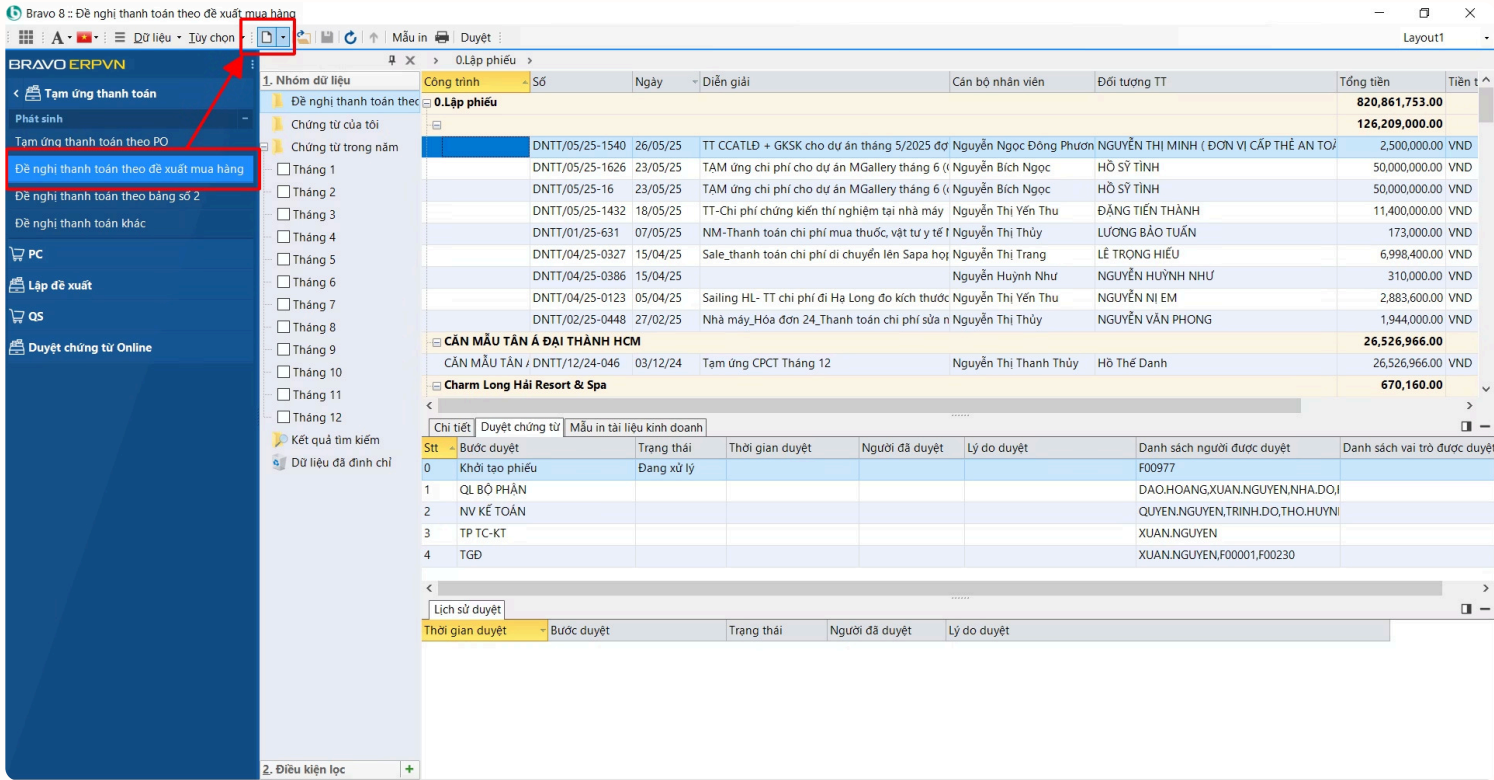 Bravo 8 :: Đề nghị thanh toán theo đề xuất mua hàng
A Dữ liệu Tùy chọn Mẫu in Duyệt Layout1
BRAVO ERPVN
Tạm ứng thanh toán
Phát sinh
Tạm ứng thanh toán theo PO
Đề nghị thanh toán theo đề xuất mua hàng
Đề nghị thanh toán theo bảng số 2
Đề nghị thanh toán khác
PC
Lập đề xuất
QS
Duyệt chứng từ Online
1. Nhóm dữ liệu
Đề nghị thanh toán theo
Chứng từ của tôi
Chứng từ trong năm
Tháng 1
Tháng 2
Tháng 3
Tháng 4
Tháng 5
Tháng 6
Tháng 7
Tháng 8
Tháng 9
Tháng 10
Tháng 11
Tháng 12
Kết quả tìm kiếm
Dữ liệu đã đình chỉ
2. Điều kiện lọc +
> 0.Lập phiếu >
Công trình Số Ngày Diễn giải Cán bộ nhân viên Đối tượng TT Tổng tiền Tiền t
0.Lập phiếu 820,861,753.00
126,209,000.00
DNTT/05/25-1540 26/05/25 TT CCATLĐ + GKSK cho dự án tháng 5/2025 đợ Nguyễn Ngọc Đông Phươn NGUYỄN THỊ MINH ( ĐƠN VỊ CẤP THẺ AN TOÀ 2,500,000.00 VND
DNTT/05/25-1626 23/05/25 TẠM ứng chi phí cho dự án MGallery tháng 6 ( Nguyễn Bích Ngọc HỒ SỸ TÌNH 50,000,000.00 VND
DNTT/05/25-16 23/05/25 TẠM ứng chi phí cho dự án MGallery tháng 6 ( Nguyễn Bích Ngọc HỒ SỸ TÌNH 50,000,000.00 VND
DNTT/05/25-1432 18/05/25 TT-Chi phí chứng kiến thí nghiệm tại nhà máy Nguyễn Thị Yến Thu ĐẶNG TIẾN THÀNH 11,400,000.00 VND
DNTT/01/25-631 07/05/25 NM-Thanh toán chi phí mua thuốc, vật tư y tế Nguyễn Thị Thủy LƯƠNG BẢO TUẤN 173,000.00 VND
DNTT/04/25-0327 15/04/25 Sale_thanh toán chi phí di chuyển lên Sapa họp Nguyễn Thị Trang LÊ TRỌNG HIẾU 6,998,400.00 VND
DNTT/04/25-0386 15/04/25 Nguyễn Huỳnh Như NGUYỄN HUỲNH NHƯ 310,000.00 VND
DNTT/04/25-0123 05/04/25 Sailing HL- TT chi phí đi Hạ Long đo kích thước Nguyễn Thị Yến Thu NGUYỄN NỊ EM 2,883,600.00 VND
DNTT/02/25-0448 27/02/25 Nhà máy_Hóa đơn 24_Thanh toán chi phí sửa n Nguyễn Thị Thủy NGUYỄN VĂN PHONG 1,944,000.00 VND
CĂN MẪU TÂN Á ĐẠI THÀNH HCM 26,526,966.00
CĂN MẪU TÂN DNTT/12/24-046 03/12/24 Tạm ứng CPCT Tháng 12 Nguyễn Thị Thanh Thủy Hồ Thế Danh 26,526,966.00 VND
Charm Long Hải Resort & Spa 670,160.00
Chi tiết Duyệt chứng từ Mẫu in tài liệu kinh doanh
Stt Bước duyệt Trạng thái Thời gian duyệt Người đã duyệt Lý do duyệt Danh sách người được duyệt Danh sách vai trò được duyệt
0 Khởi tạo phiếu Đang xử lý F00977
1 QL BỘ PHẬN DAO.HOANG,XUAN.NGUYEN,NHA.DO,
2 NV KẾ TOÁN QUYEN.NGUYEN,TRINH.DO,THO.HUYN
3 TP TC-KT XUAN.NGUYEN
4 TGĐ XUAN.NGUYEN,F00001,F00230
Lịch sử duyệt
Thời gian duyệt Bước duyệt Trạng thái Người đã duyệt Lý do duyệt